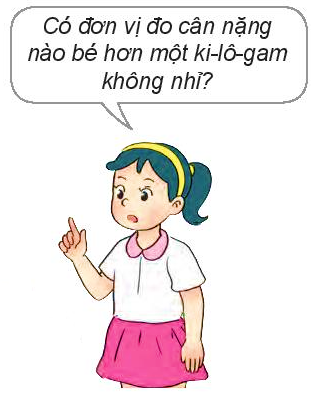 Có đơn vị đo cân nặng
nào bé hơn một ki-lô-gam
không nhỉ?